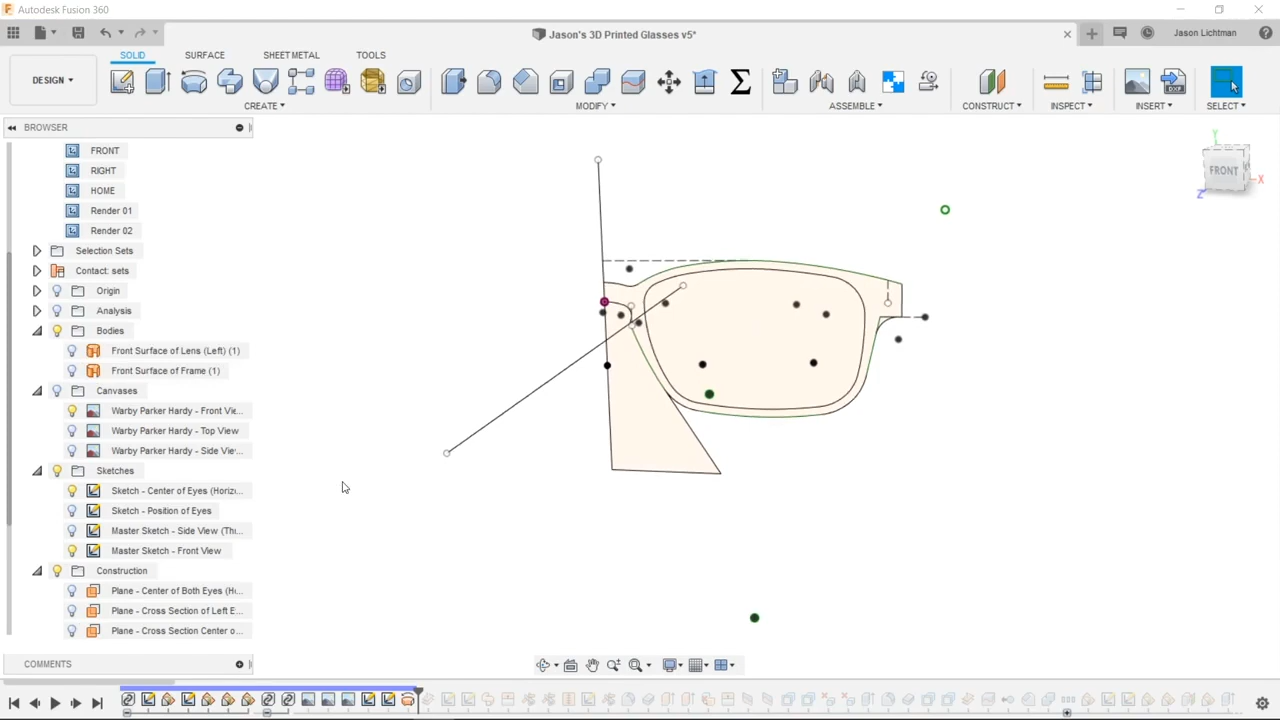 Autodesk Fusion 360
Jason's 3D Printed Glasses v5*
Jason Lichtman
DESIGN
SOLID
SURFACE
SHEET METAL
TOOLS
CREATE
MODIFY
ASSEMBLE
CONSTRUCT
INSPECT
INSERT
SELECT
BROWSER
FRONT
RIGHT
HOME
Render 01
Render 02
Selection Sets
Contact: sets
Origin
Analysis
Bodies
Front Surface of Lens (Left) (1)
Front Surface of Frame (1)
Canvases
Warby Parker Hardy - Front Vie...
Warby Parker Hardy - Top View
Warby Parker Hardy - Side View...
Sketches
Sketch - Center of Eyes (Horizo...
Sketch - Position of Eyes
Master Sketch - Side View (Thr...
Master Sketch - Front View
Construction
Plane - Center of Both Eyes (Ho...
Plane - Cross Section of Left E...
Plane - Cross Section Center o...
COMMENTS
Y
FRONT
X
Z